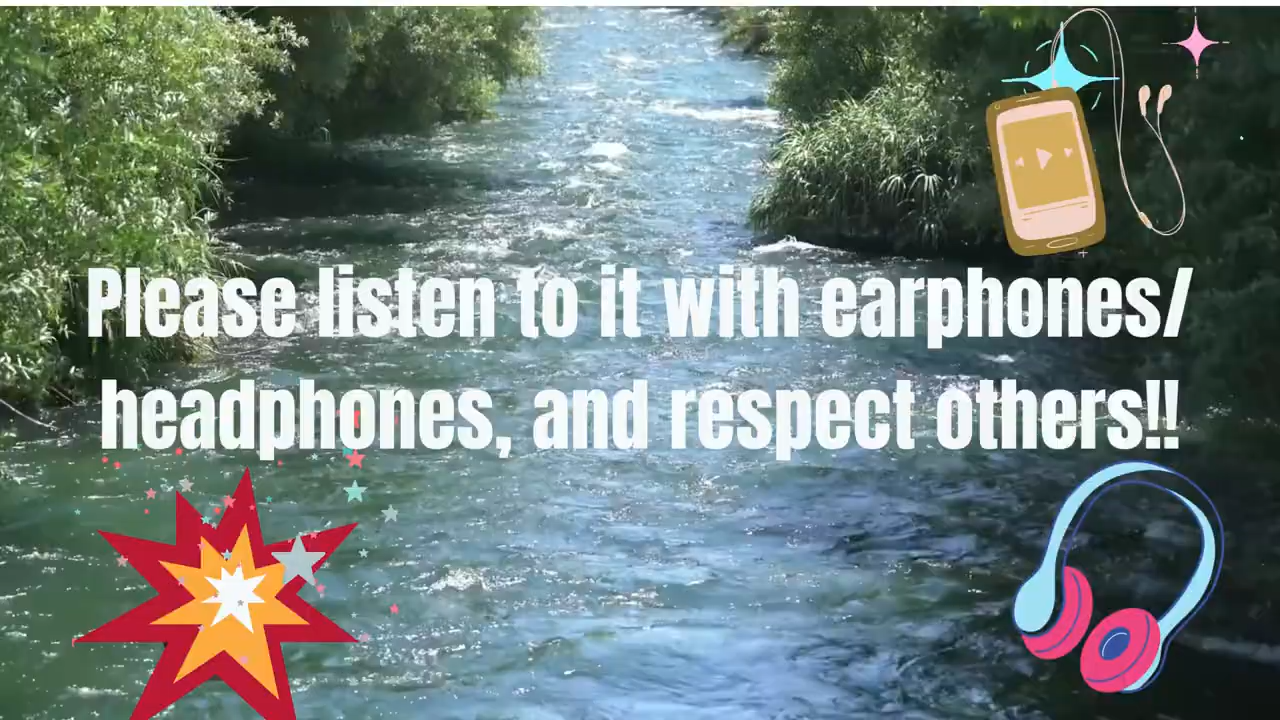 Please listen to it with earphones/
headphones, and respect others!!